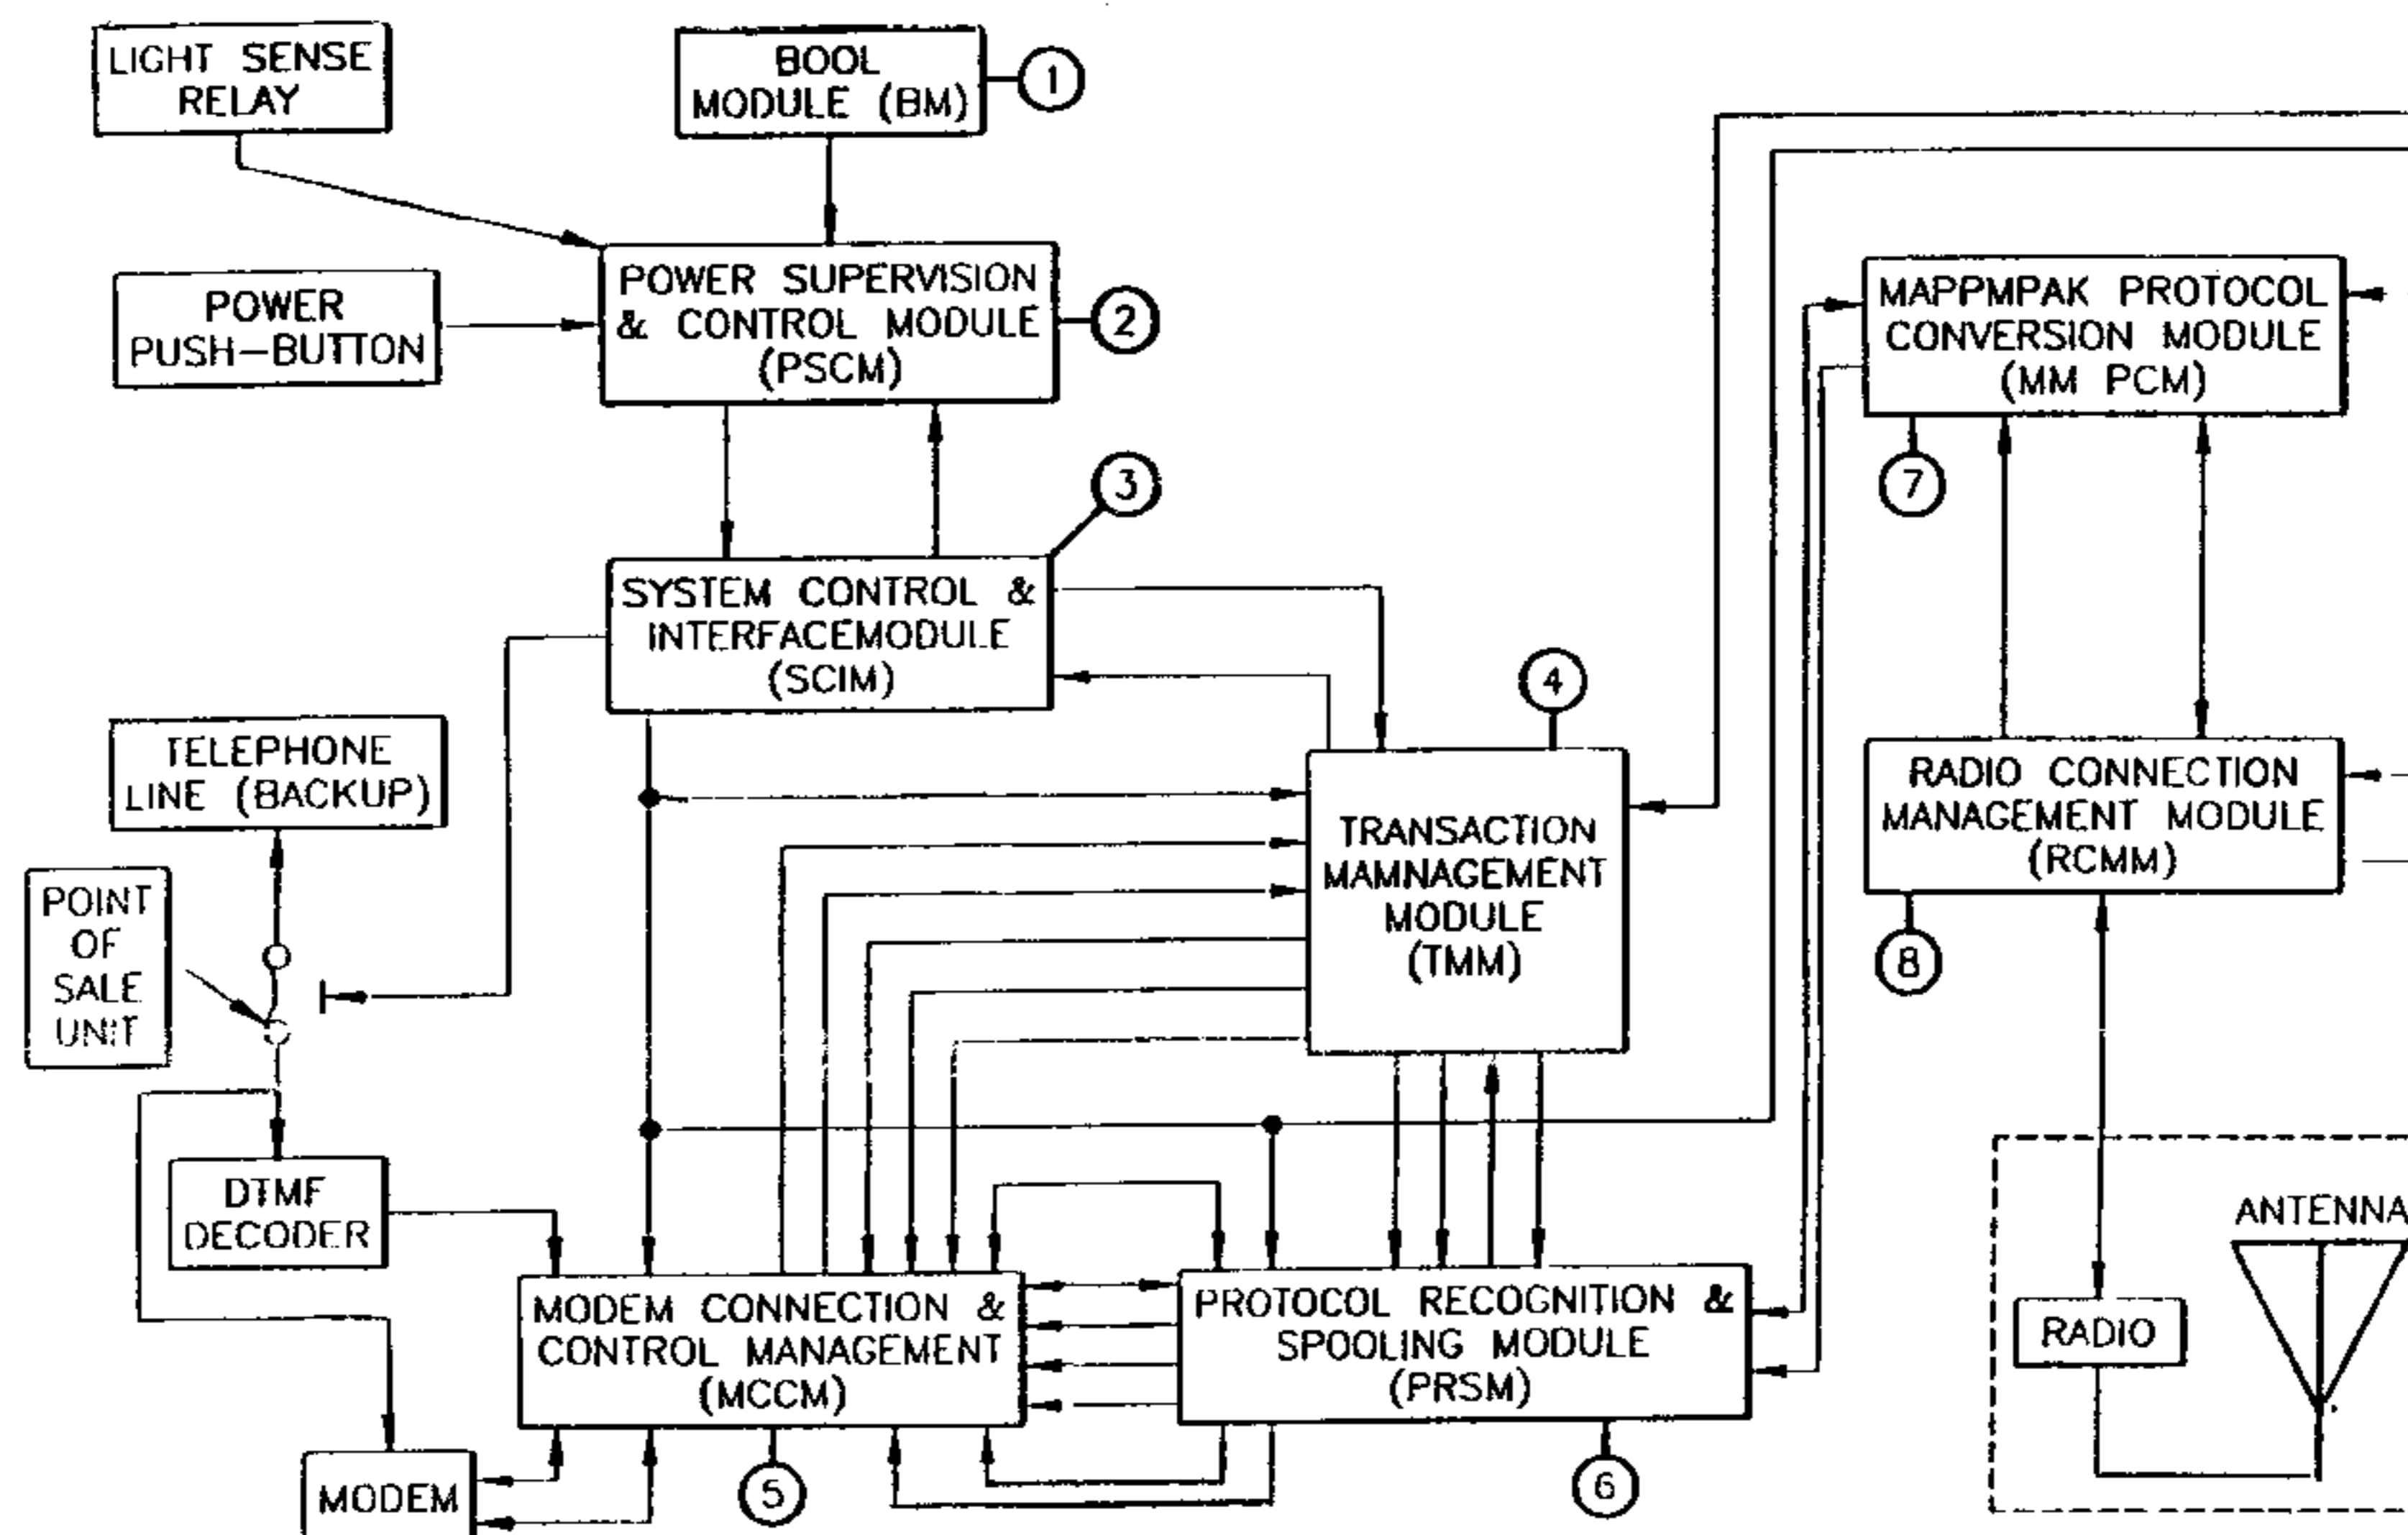 LIGHT SENSE
RELAY
BOOL
MODULE (BM)
1
POWER
PUSH-BUTTON
POWER SUPERVISION
& CONTROL MODULE
(PSCM)
2
MAPPMPAK PROTOCOL
CONVERSION MODULE
(MM PCM)
7
3
SYSTEM CONTROL &
INTERFACEMODULE
(SCIM)
4
TELEPHONE
LINE (BACKUP)
TRANSACTION
MAMNAGEMENT
MODULE
(TMM)
RADIO CONNECTION
MANAGEMENT MODULE
(RCMM)
8
POINT
OF
SALE
UNIT
DTMF
DECODER
ANTENNA
MODEM CONNECTION &
CONTROL MANAGEMENT
(MCCM)
PROTOCOL RECOGNITION &
SPOOLING MODULE
(PRSM)
RADIO
MODEM
5
6